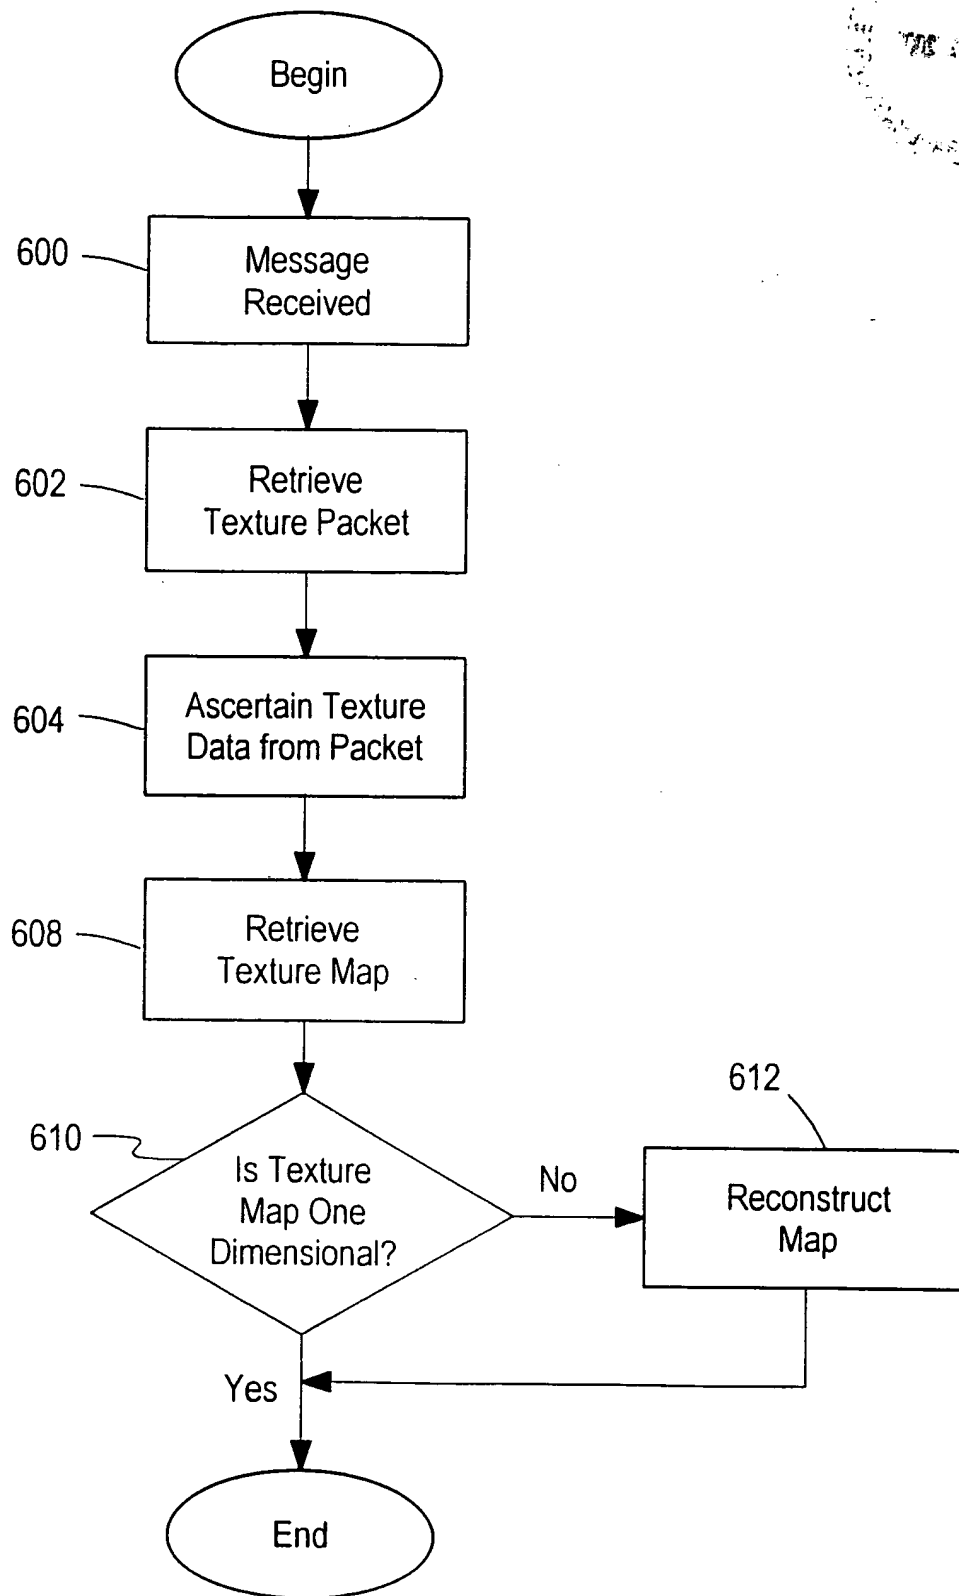 Begin
600
Message
Received
602
Retrieve
Texture Packet
604
Ascertain Texture
Data from Packet
608
Retrieve
Texture Map
610
Is Texture
Map One
Dimensional?
No
612
Reconstruct
Map
Yes
End